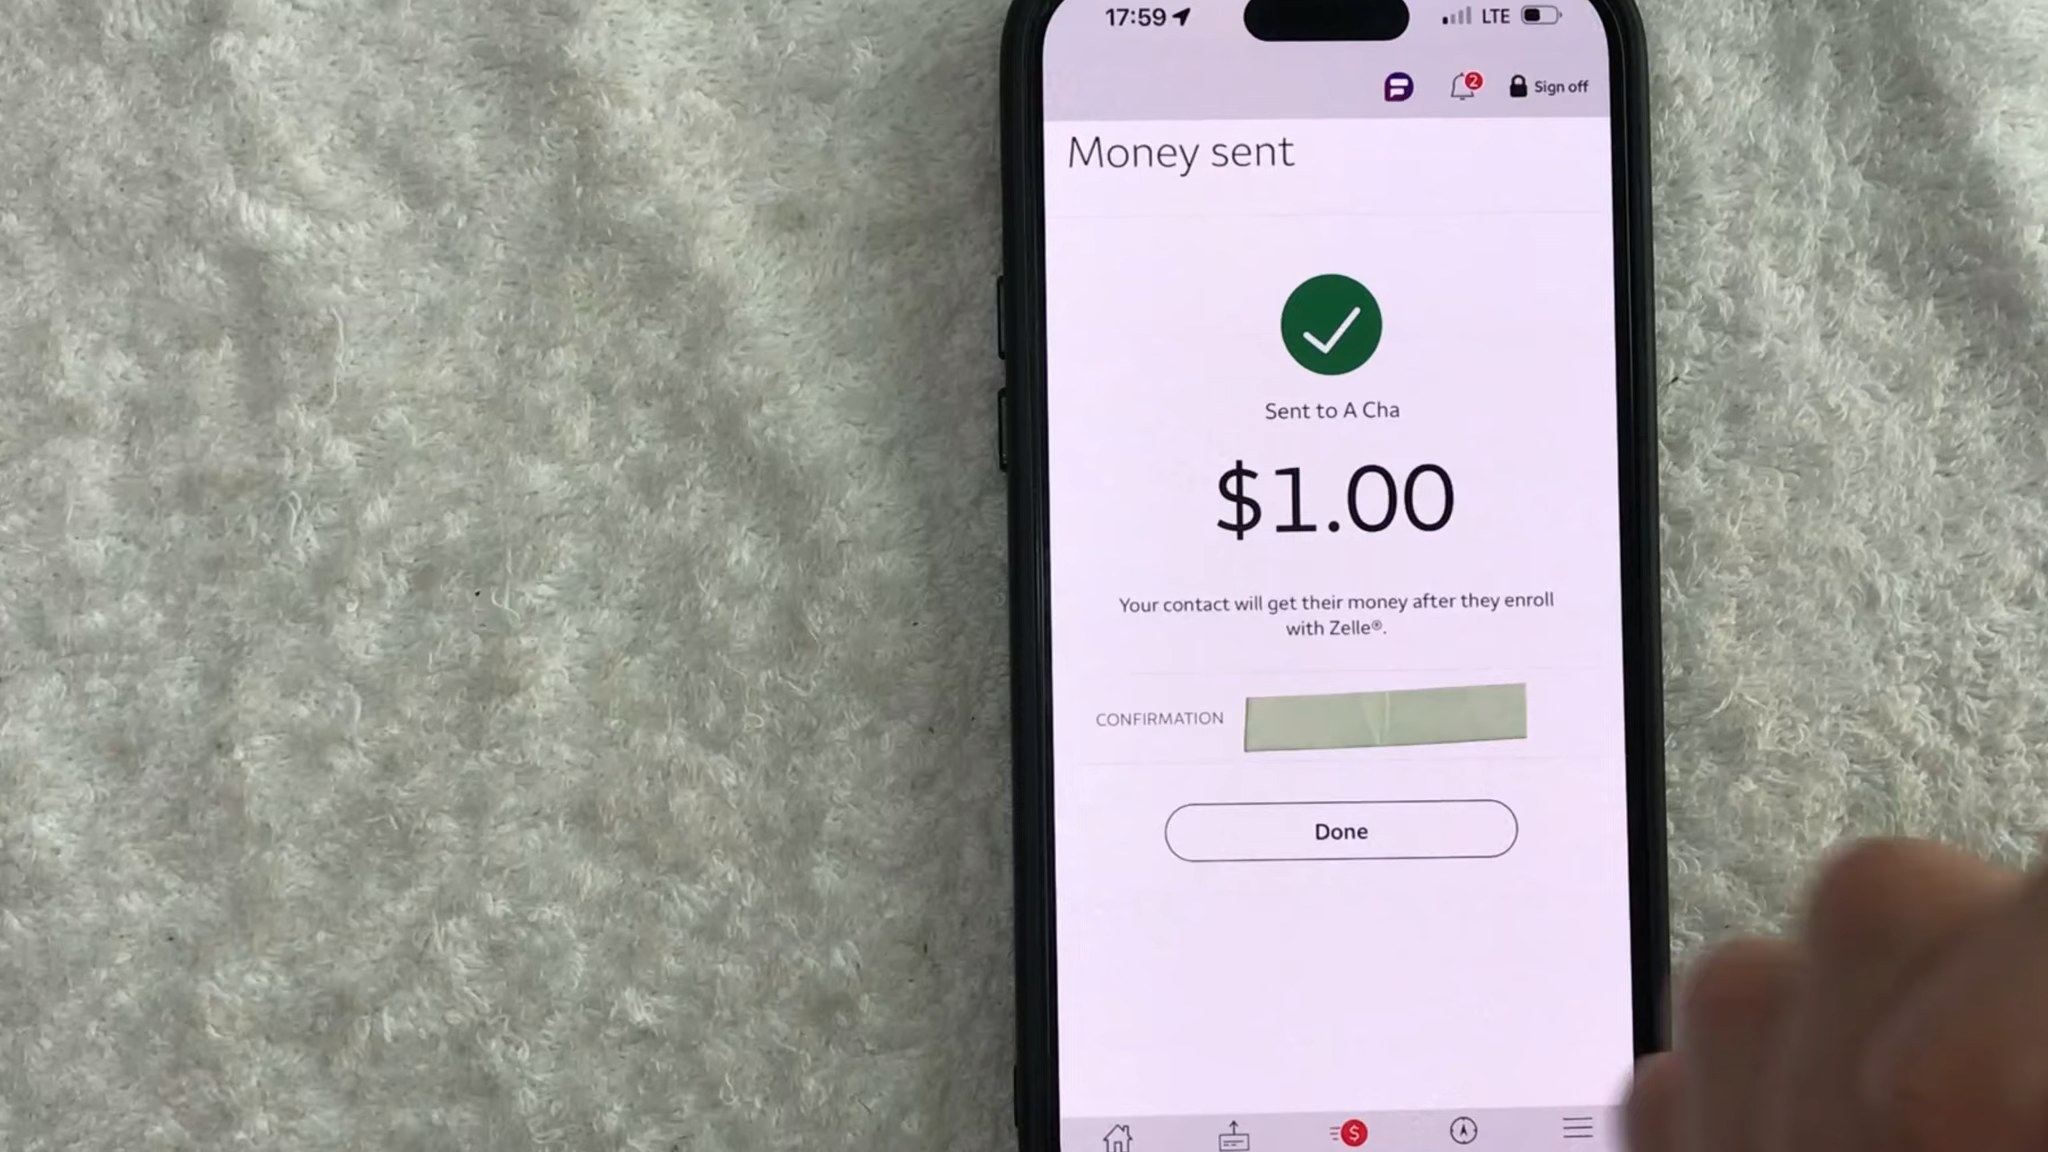 17:59
LTE
2
Sign off
Money sent
Sent to A Cha
$1.00
Your contact will get their money after they enroll
with Zelle®.
CONFIRMATION
Done
$